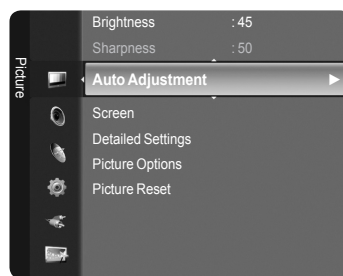 Picture
Brightness : 45
Sharpness : 50
Auto Adjustment
Screen
Detailed Settings
Picture Options
Picture Reset